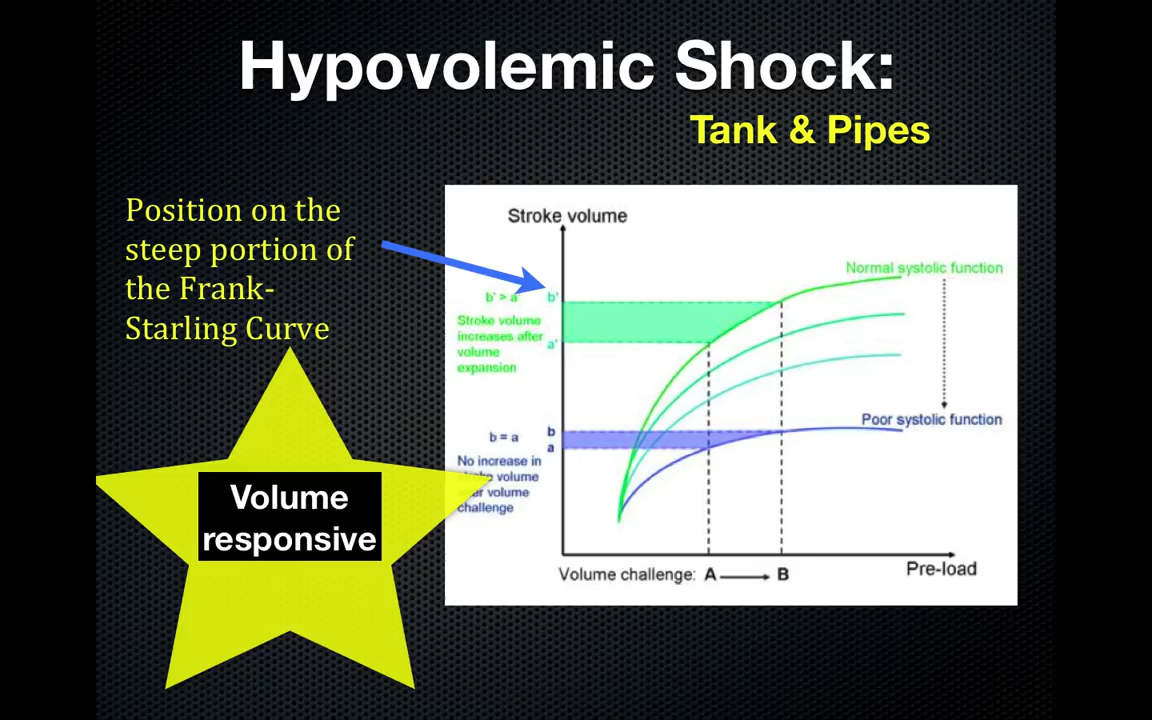 Hypovolemic Shock:
Tank & Pipes
Position on the
steep portion of
the Frank-
Starling Curve
Volume
responsive
Stroke volume
Normal systolic function
b' > a'
b'
Stroke volume
increases after
volume
expansion
a'
Poor systolic function
b = a
b
a
No increase in
volume
volume
challenge
Volume challenge: A B
Pre-load